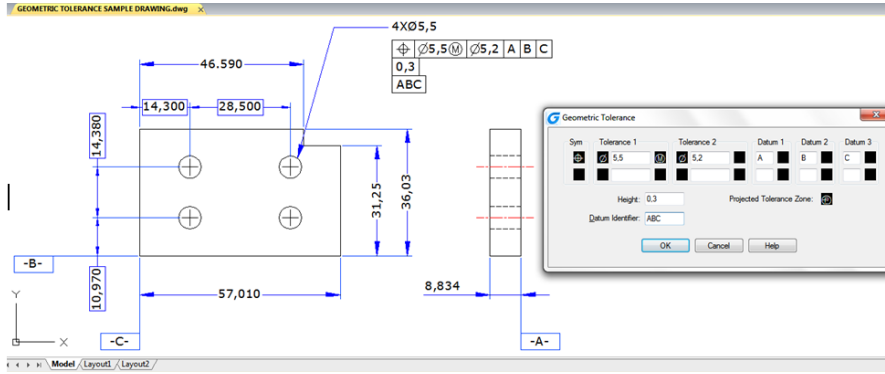 GEOMETRIC TOLERANCE SAMPLE DRAWING.dwg
4XØ5,5
⌖ Ø5,5Ⓜ Ø5,2 A B C
0,3
ABC
46.590
14,300 28,500
14,380
31,25
36,03
-B-
10,970
57,010
8,834
-C-
-A-
Y
X
Geometric Tolerance
Sym Tolerance 1 Tolerance 2 Datum 1 Datum 2 Datum 3
⌖ Ø 5,5 Ⓜ Ø 5,2 A B C
Height: 0,3 Projected Tolerance Zone: Ⓟ
Datum Identifier: ABC
OK Cancel Help
Model Layout1 Layout2